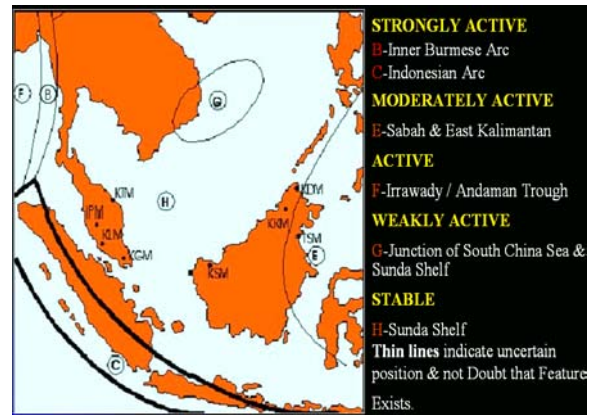 F
B
G
KTM
H
KDM
IPM
KKM
KLM
TSM
KGM
E
KSM
C
STRONGLY ACTIVE
B-Inner Burmese Arc
C-Indonesian Arc
MODERATELY ACTIVE
E-Sabah & East Kalimantan
ACTIVE
F-Irrawady / Andaman Trough
WEAKLY ACTIVE
G-Junction of South China Sea &
Sunda Shelf
STABLE
H-Sunda Shelf
Thin lines indicate uncertain
position & not Doubt that Feature
Exists.